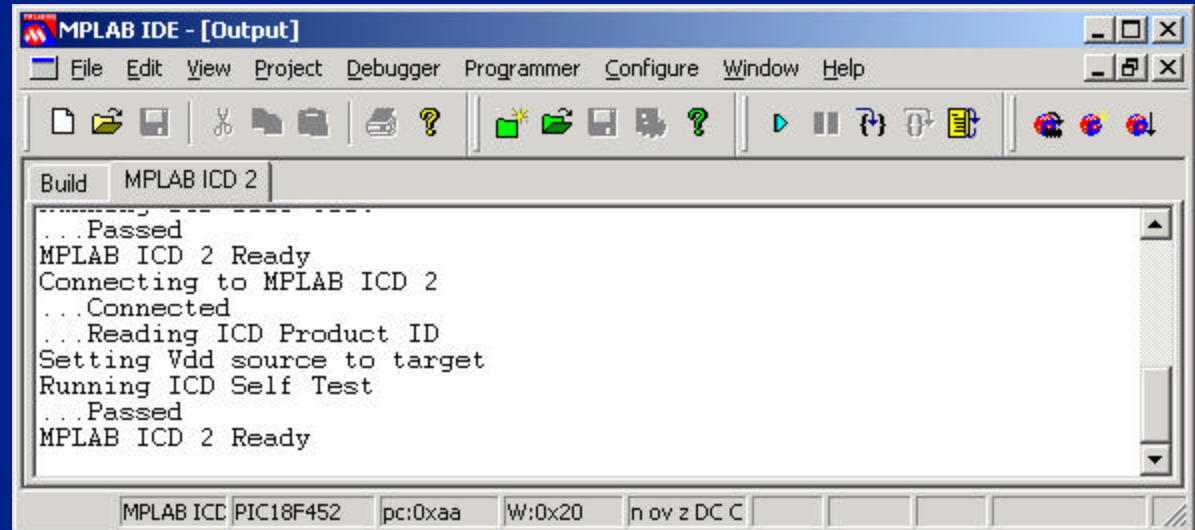 MPLAB IDE - [Output]
File Edit View Project Debugger Programmer Configure Window Help
Build MPLAB ICD 2
...Passed
MPLAB ICD 2 Ready
Connecting to MPLAB ICD 2
...Connected
...Reading ICD Product ID
Setting Vdd source to target
Running ICD Self Test
...Passed
MPLAB ICD 2 Ready
MPLAB ICD PIC18F452 pc:0xaa W:0x20 n ov z DC C